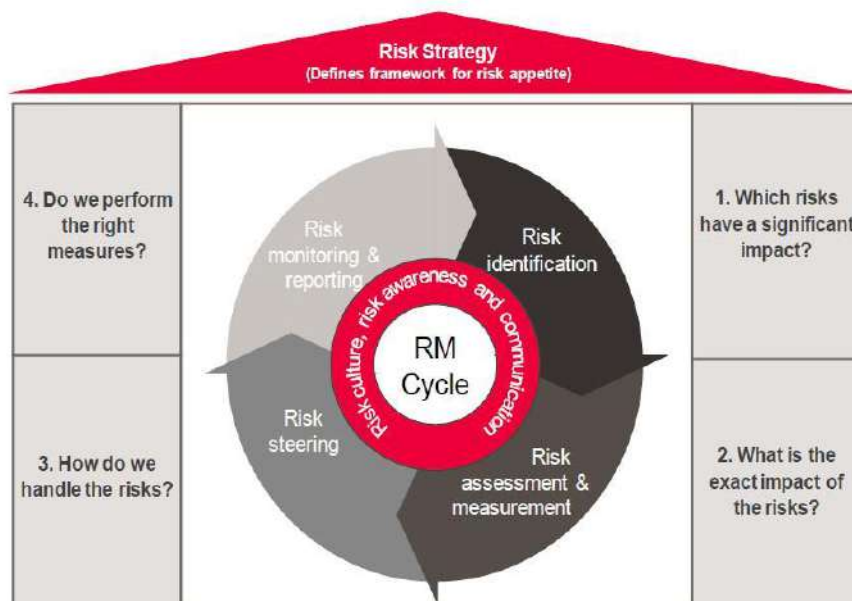 Risk Strategy
(Defines framework for risk appetite)
4. Do we perform
the right
measures?
1. Which risks
have a significant
impact?
Risk
monitoring &
reporting
Risk
identification
Risk culture, risk awareness and communication
RM
Cycle
Risk
steering
Risk
assessment &
measurement
3. How do we
handle the risks?
2. What is the
exact impact of
the risks?